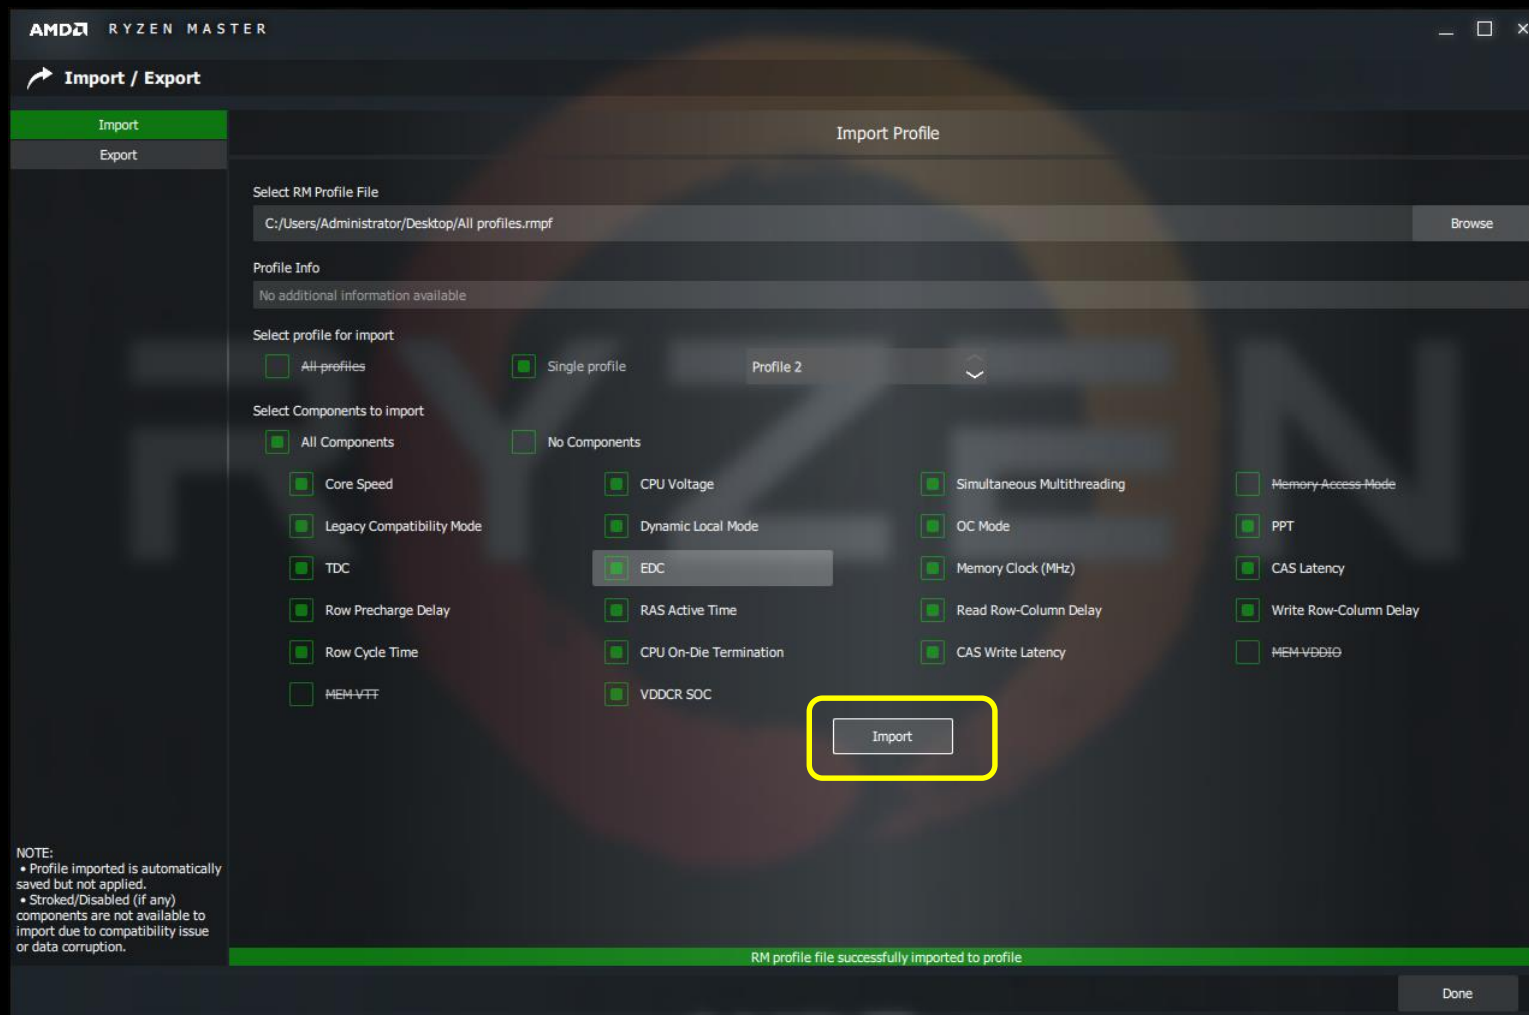 AMD RYZEN MASTER
Import / Export
Import
Export
Import Profile
Select RM Profile File
C:/Users/Administrator/Desktop/All profiles.rmpf
Browse
Profile Info
No additional information available
Select profile for import
All profiles
Single profile
Profile 2
Select Components to import
All Components
No Components
Core Speed
CPU Voltage
Simultaneous Multithreading
Memory Access Mode
Legacy Compatibility Mode
Dynamic Local Mode
OC Mode
PPT
TDC
EDC
Memory Clock (MHz)
CAS Latency
Row Precharge Delay
RAS Active Time
Read Row-Column Delay
Write Row-Column Delay
Row Cycle Time
CPU On-Die Termination
CAS Write Latency
MEM VDDIO
MEM VTT
VDDCR SOC
Import
NOTE:
• Profile imported is automatically
saved but not applied.
• Stroked/Disabled (if any)
components are not available to
import due to compatibility issue
or data corruption.
RM profile file successfully imported to profile
Done
RYZEN